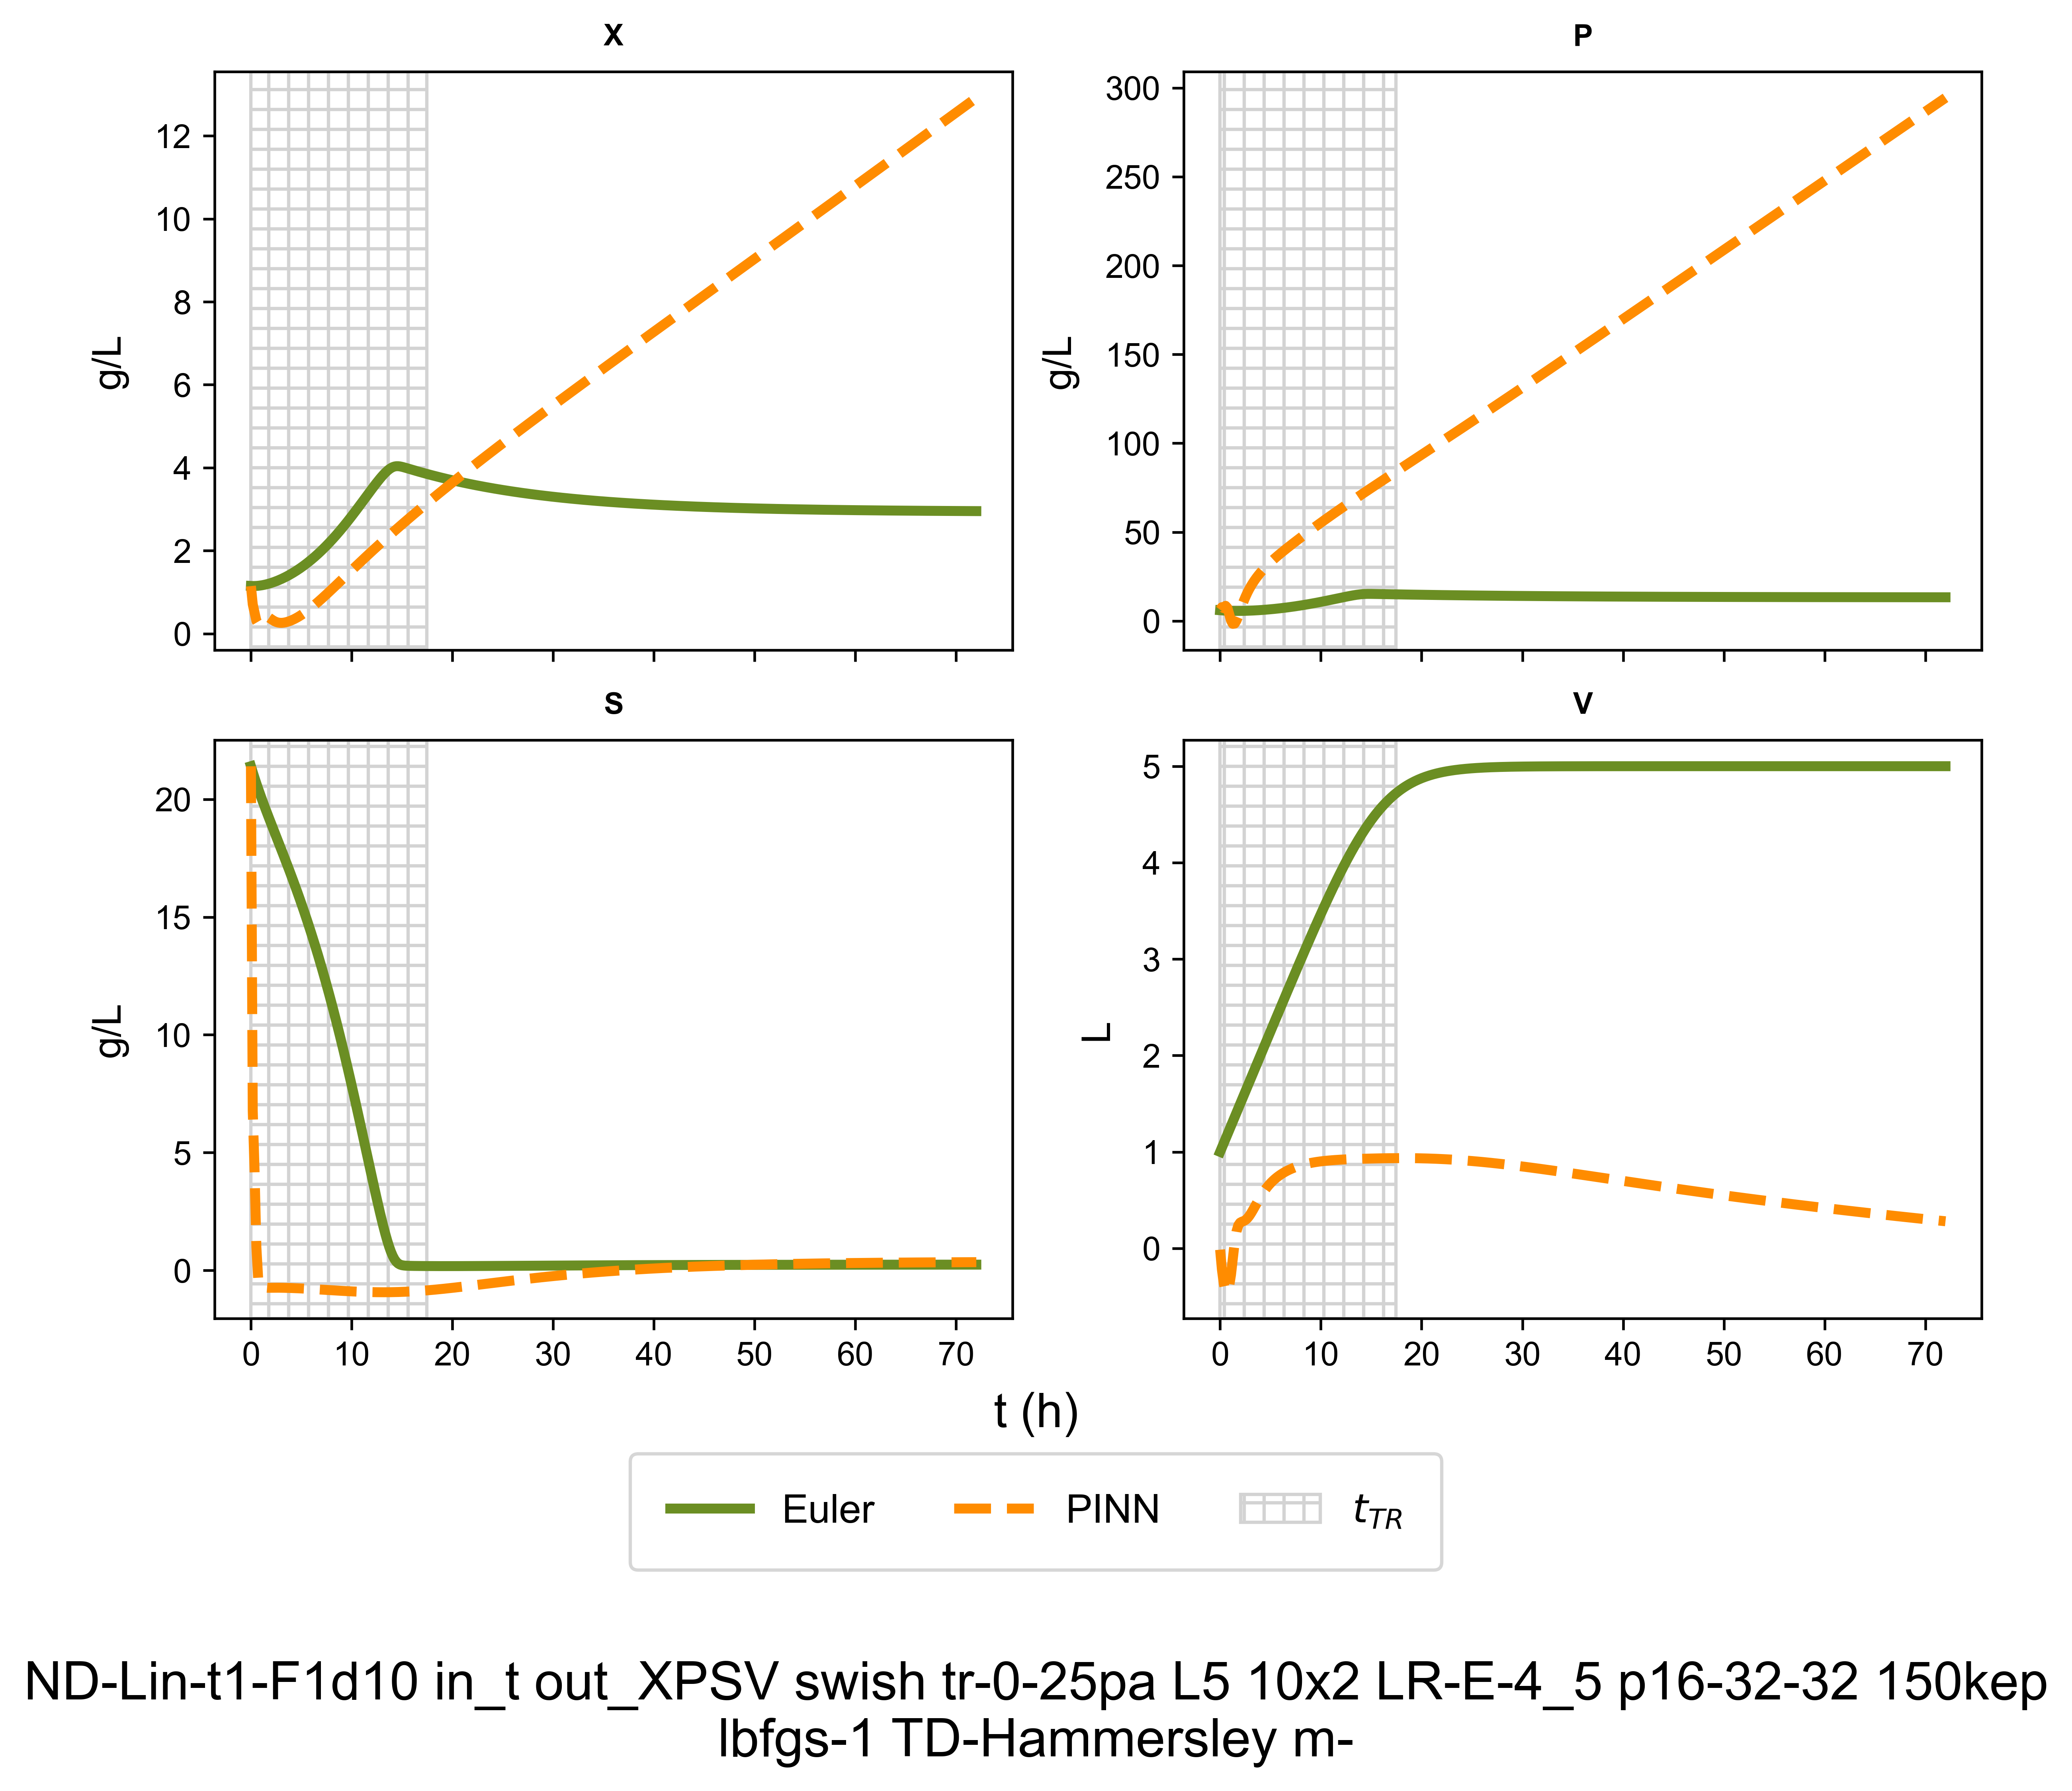 X
P
12
10
8
6
4
2
0
g/L
300
250
200
150
100
50
0
g/L
S
V
20
15
10
5
0
g/L
0 10 20 30 40 50 60 70
5
4
3
2
1
0
L
0 10 20 30 40 50 60 70
t (h)
Euler PINN t_TR
ND-Lin-t1-F1d10 in_t out_XPSV swish tr-0-25pa L5 10x2 LR-E-4_5 p16-32-32 150kep
lbfgs-1 TD-Hammersley m-